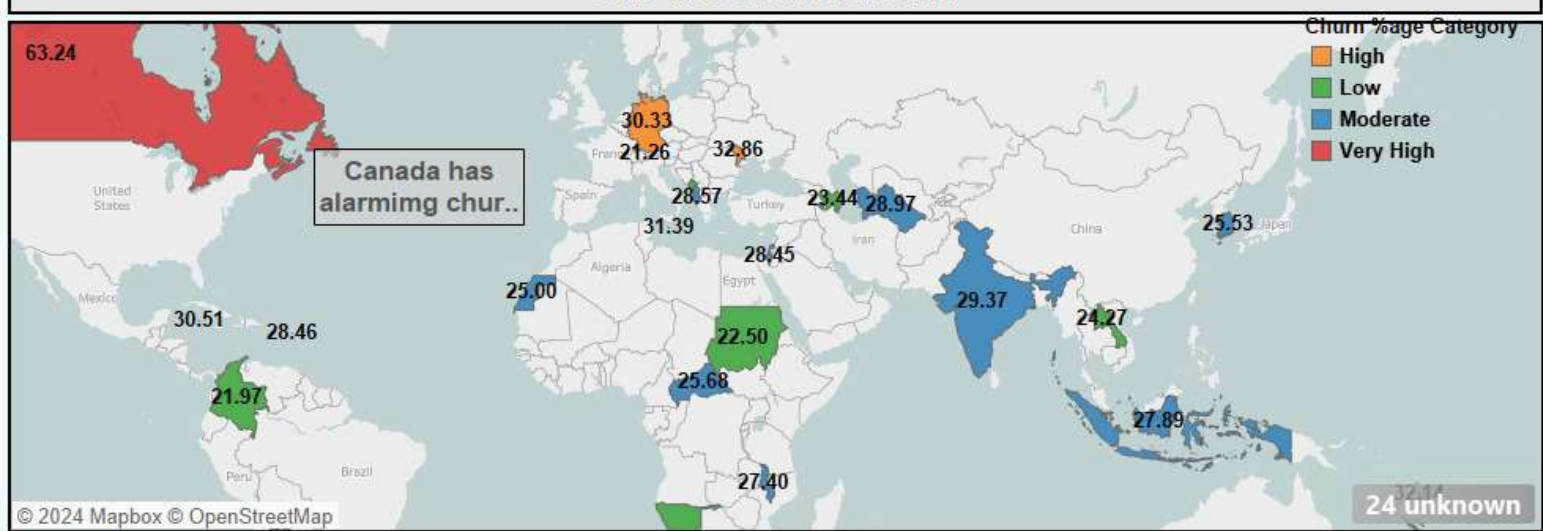 Churn %age Category
High
Low
Moderate
Very High
63.24
30.33
France
21.26
32.86
Canada has
alarmimg chur..
United
States
Spain
28.57
Turkey
23.44
28.97
31.39
Iran
China
25.53
Japan
28.45
Algeria
Egypt
25.00
29.37
Mexico
30.51
28.46
22.50
24.27
25.68
21.97
27.89
Peru
Brazil
27.40
32.14
24 unknown
© 2024 Mapbox © OpenStreetMap